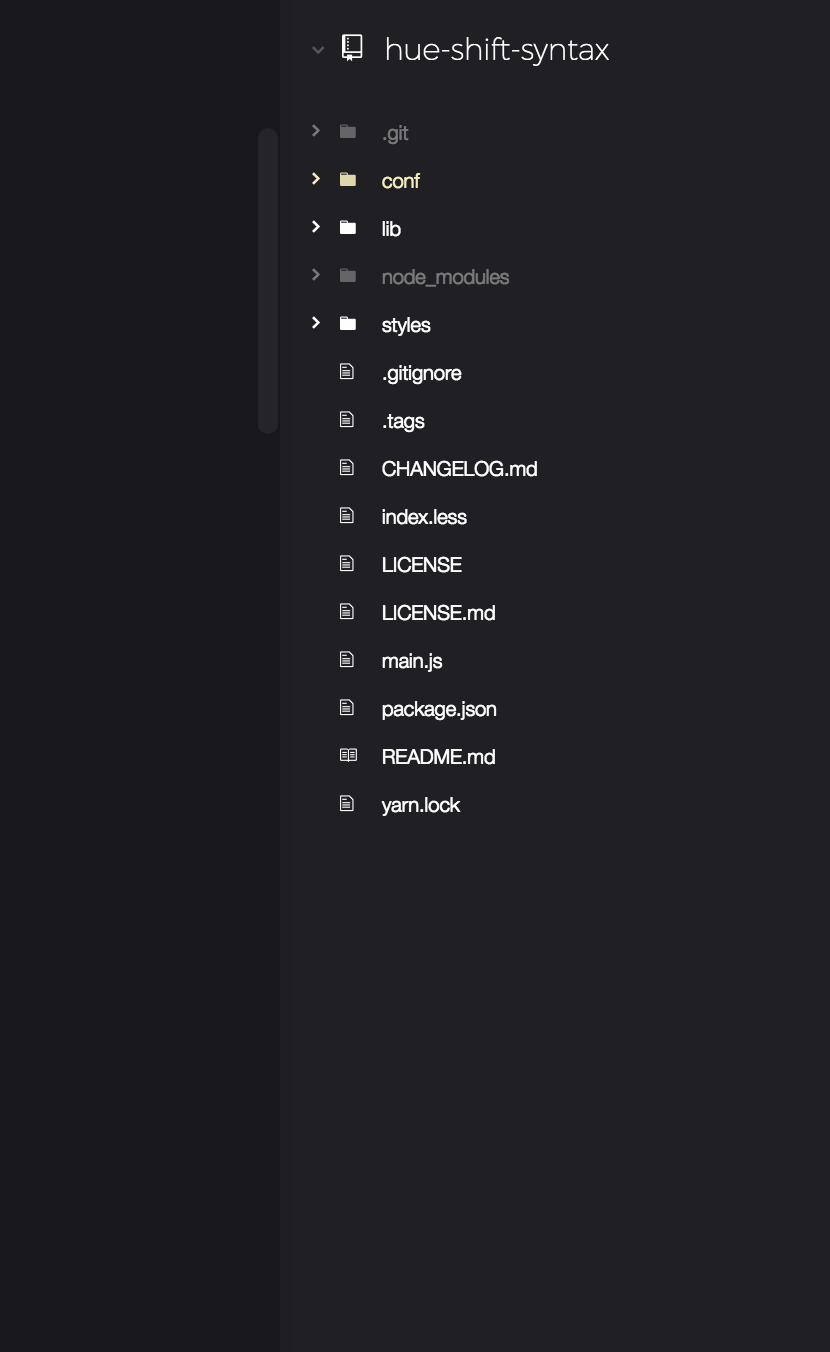 hue-shift-syntax
.git
conf
lib
node_modules
styles
.gitignore
.tags
CHANGELOG.md
index.less
LICENSE
LICENSE.md
main.js
package.json
README.md
yarn.lock